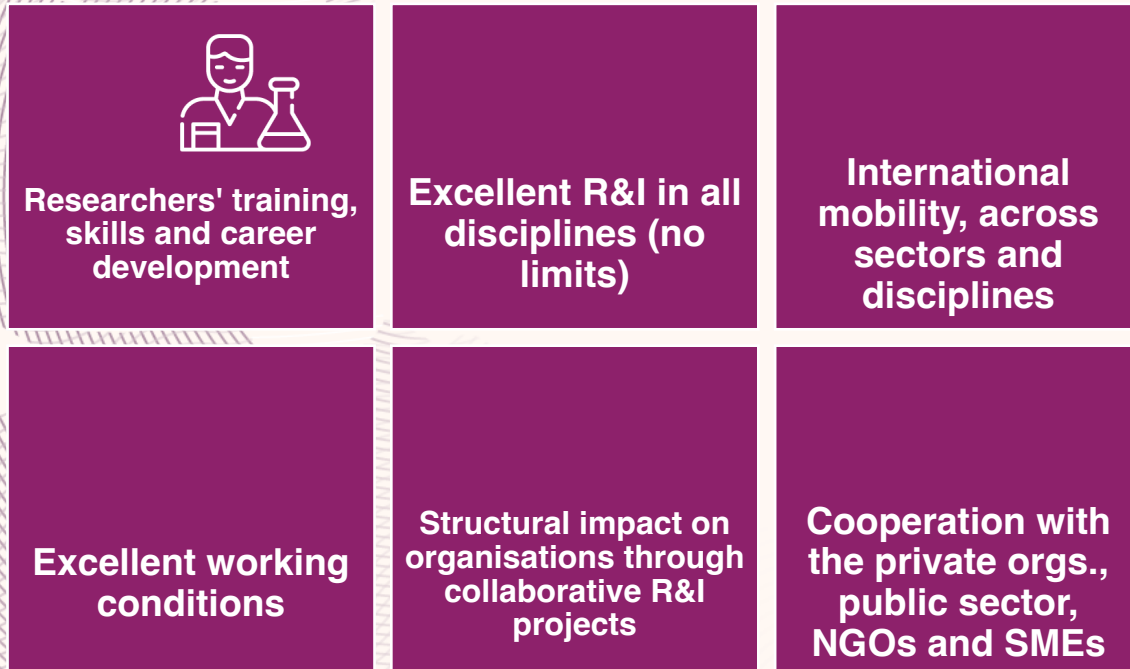 Researchers' training,
skills and career
development
Excellent R&I in all
disciplines (no
limits)
International
mobility, across
sectors and
disciplines
Excellent working
conditions
Structural impact on
organisations through
collaborative R&I
projects
Cooperation with
the private orgs.,
public sector,
NGOs and SMEs